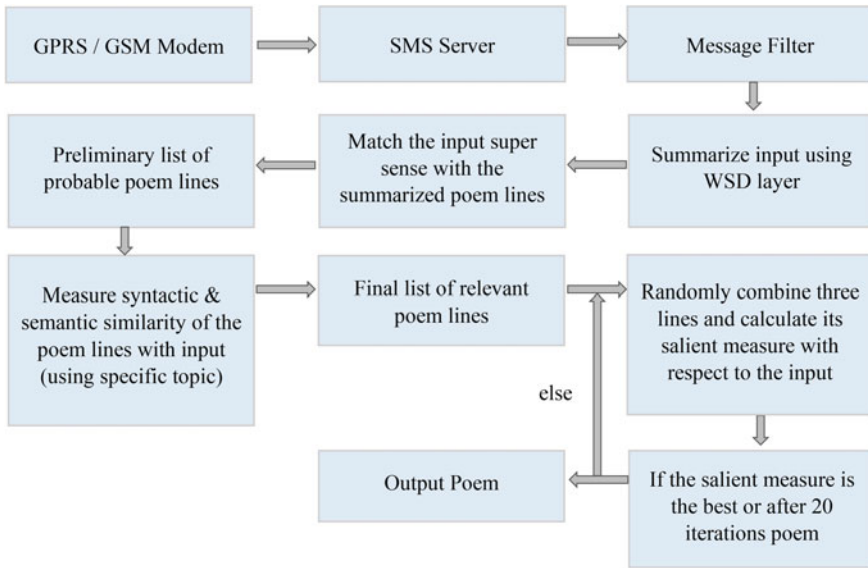 GPRS / GSM Modem
SMS Server
Message Filter
Summarize input using
WSD layer
Match the input super
sense with the
summarized poem lines
Preliminary list of
probable poem lines
Measure syntactic &
semantic similarity of the
poem lines with input
(using specific topic)
Final list of relevant
poem lines
Randomly combine three
lines and calculate its
salient measure with
respect to the input
If the salient measure is
the best or after 20
iterations poem
else
Output Poem